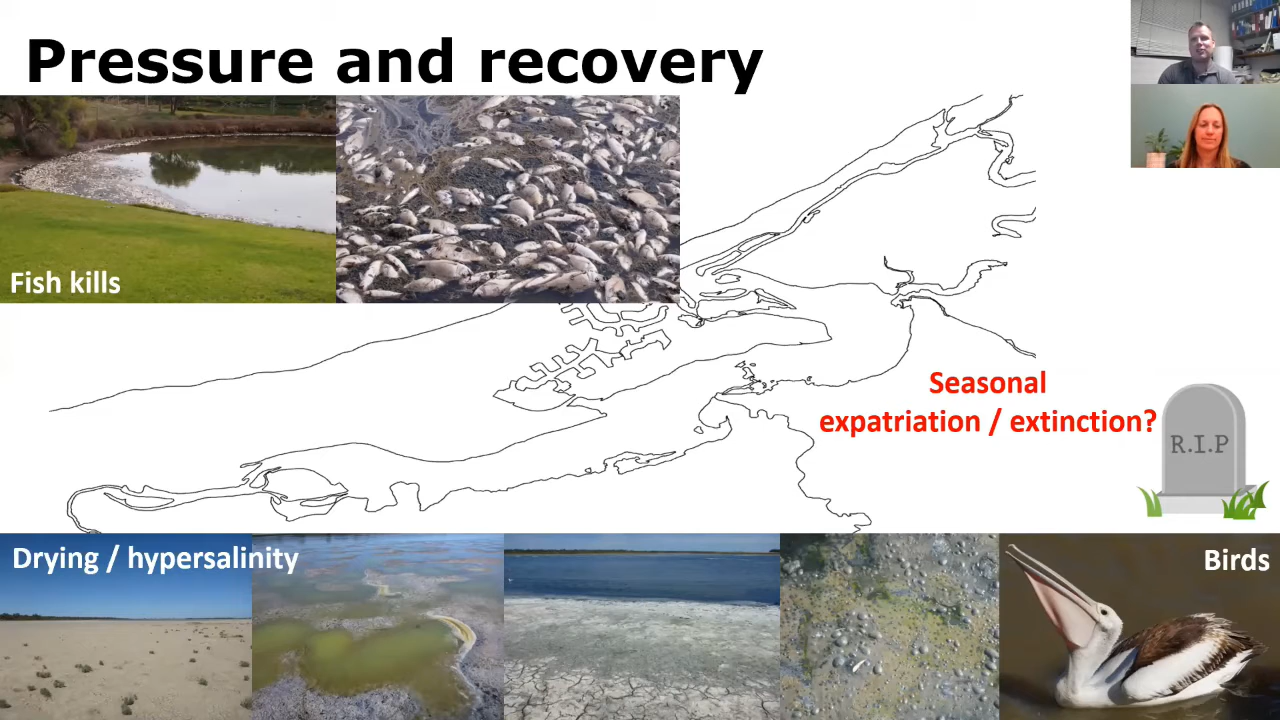 Pressure and recovery
Fish kills
Seasonal
expatriation / extinction?
R.I.P
Drying / hypersalinity
Birds